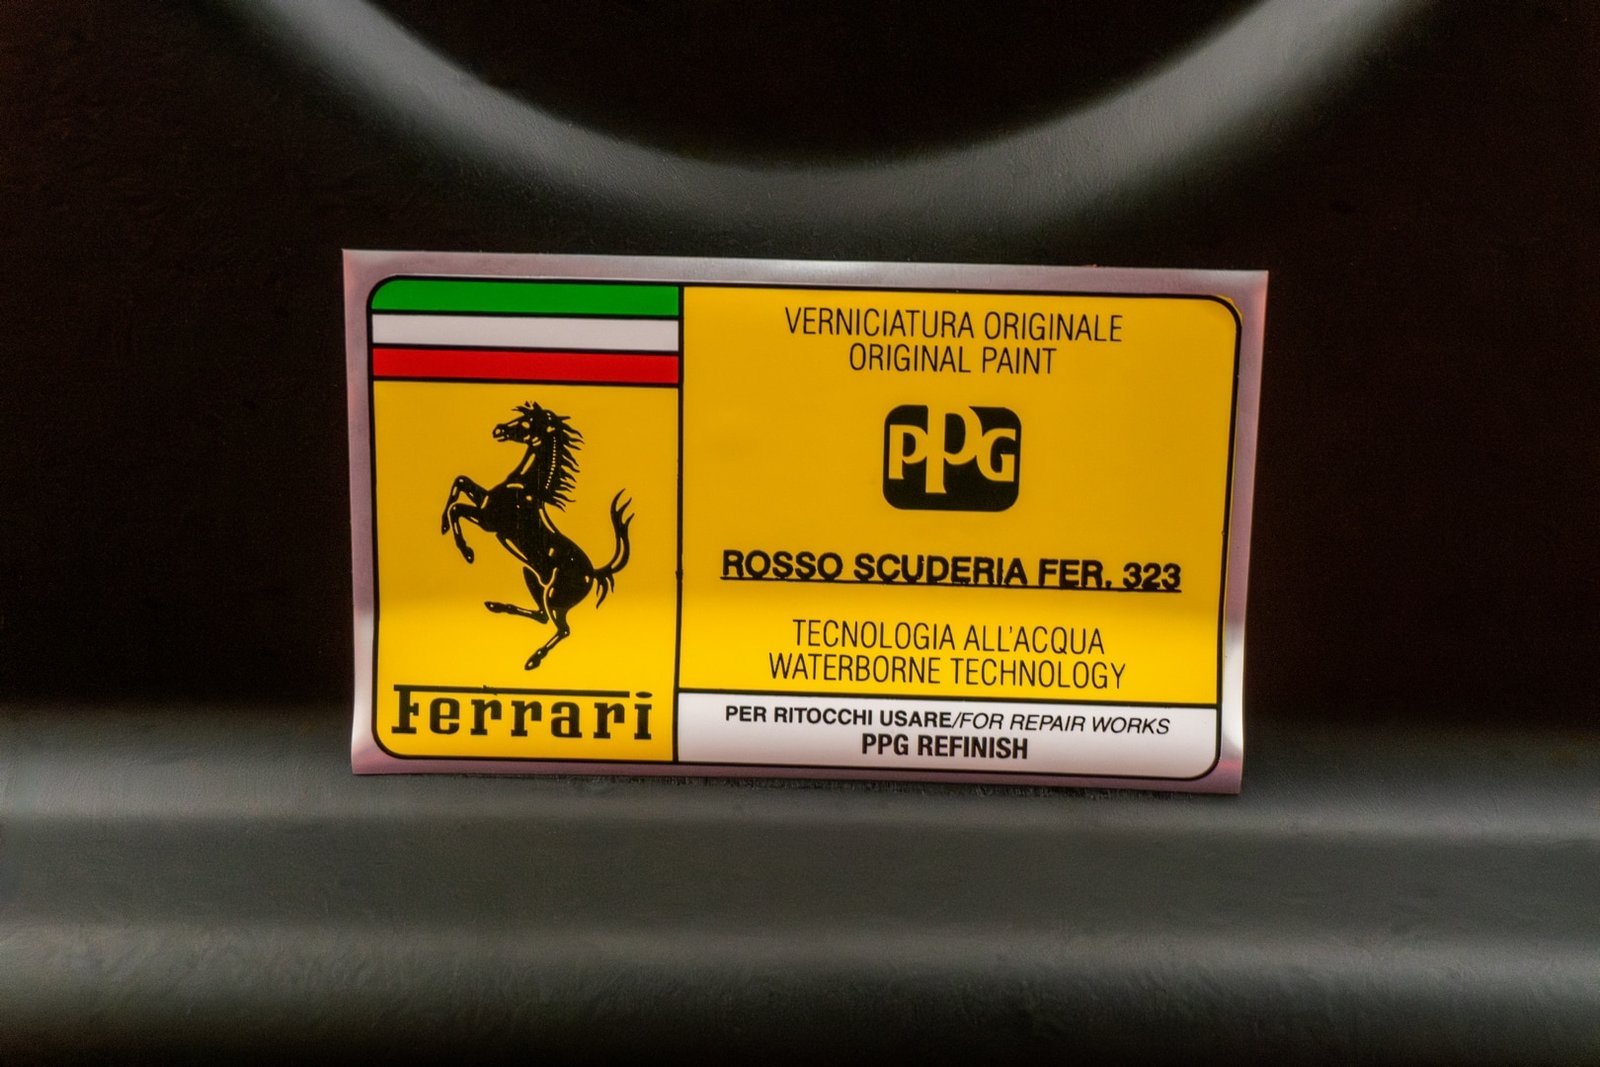 VERNICIATURA ORIGINALE
ORIGINAL PAINT
PPG
ROSSO SCUDERIA FER. 323
TECNOLOGIA ALL'ACQUA
WATERBORNE TECHNOLOGY
Ferrari
PER RITOCCHI USARE/FOR REPAIR WORKS
PPG REFINISH